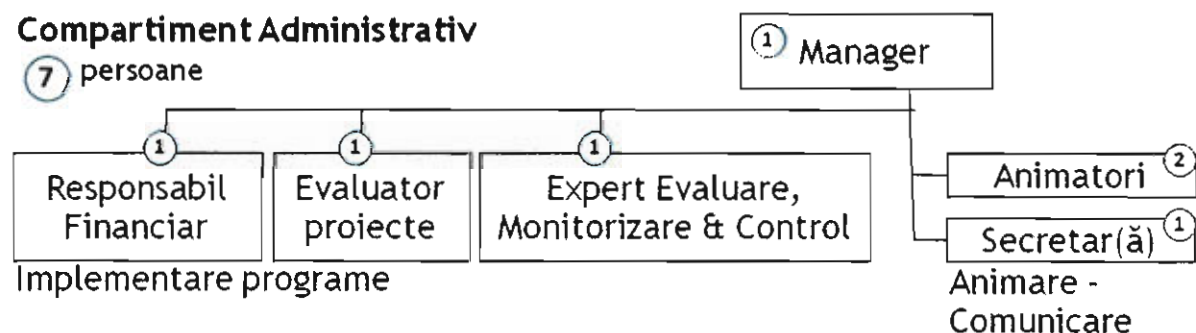 Compartiment Administrativ
7 persoane
1 Manager
1
Responsabil
Financiar
1
Evaluator
proiecte
1
Expert Evaluare,
Monitorizare & Control
Animatori 2
Secretar(ă) 1
Implementare programe
Animare -
Comunicare